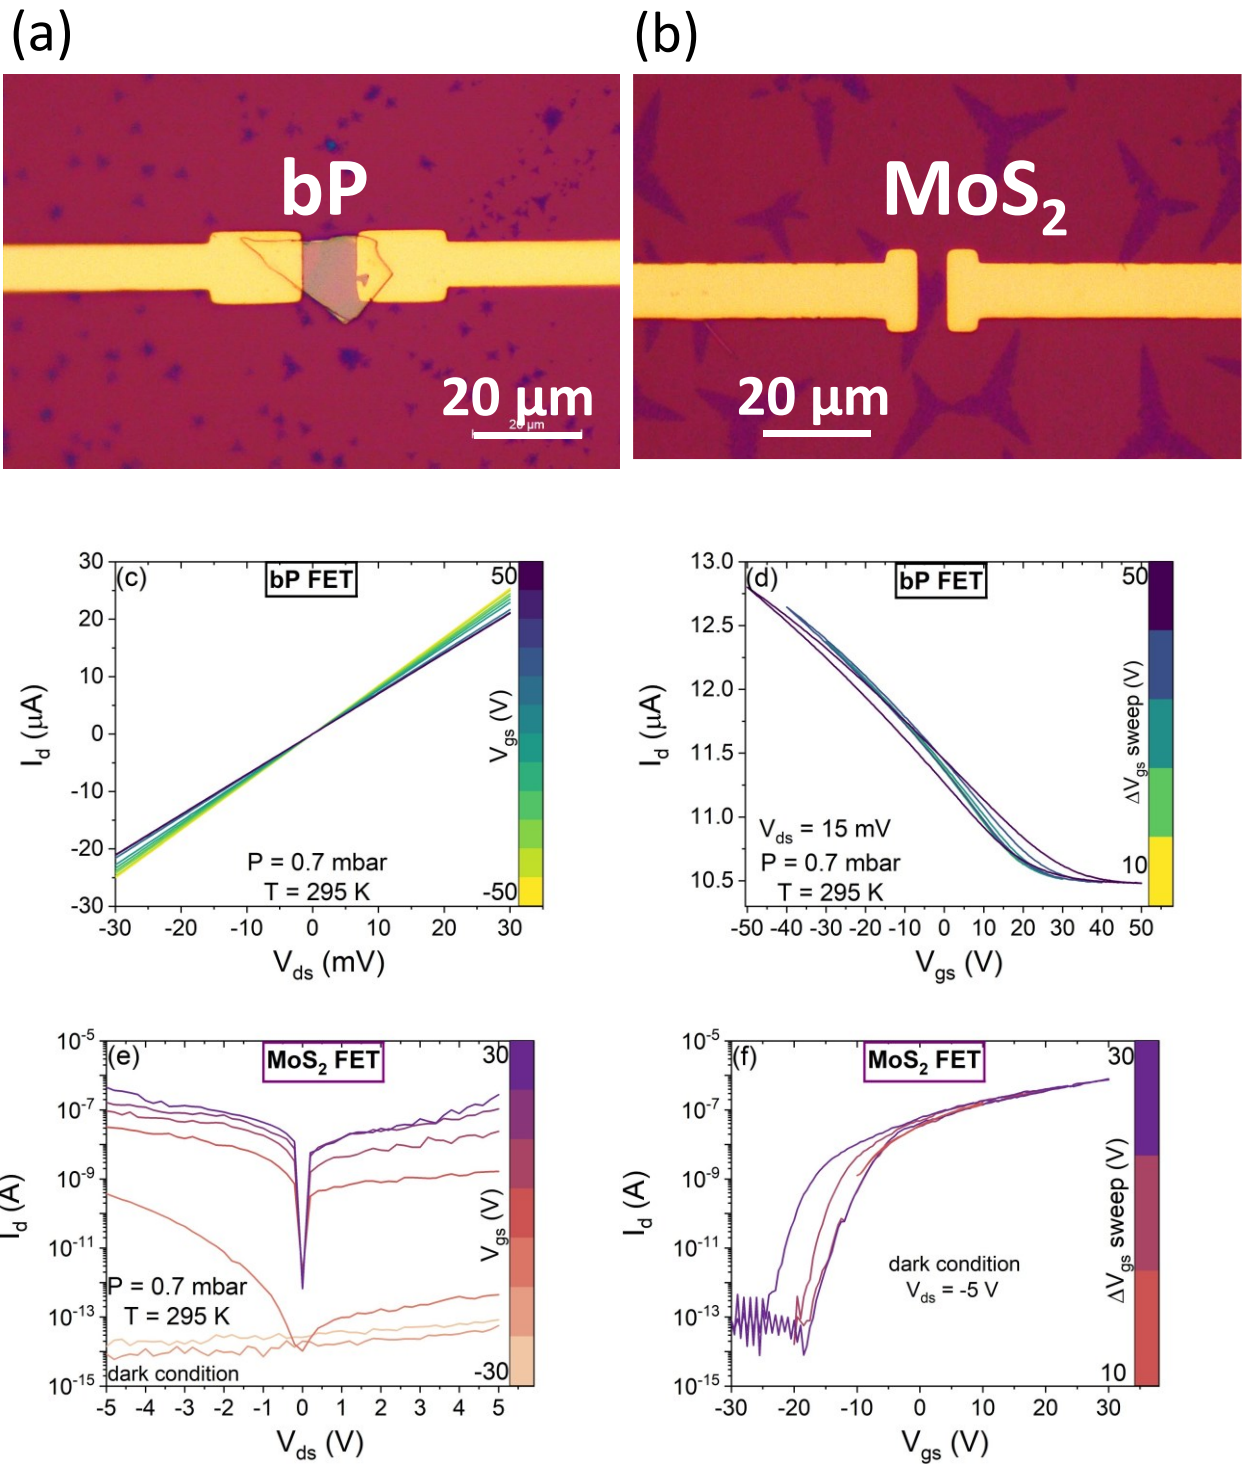 (a)
(b)
bP
20 μm
20 μm
MoS2
20 μm
(c)
bP FET
30
20
10
0
-10
-20
-30
Id (μA)
P = 0.7 mbar
T = 295 K
-30 -20 -10 0 10 20 30
Vds (mV)
50
Vgs (V)
-50
(d)
bP FET
13.0
12.5
12.0
11.5
11.0
10.5
Id (μA)
Vds = 15 mV
P = 0.7 mbar
T = 295 K
-50 -40 -30 -20 -10 0 10 20 30 40 50
Vgs (V)
50
ΔVgs sweep (V)
10
(e)
MoS2 FET
10-5
10-7
10-9
10-11
10-13
10-15
Id (A)
P = 0.7 mbar
T = 295 K
dark condition
-5 -4 -3 -2 -1 0 1 2 3 4 5
Vds (V)
30
Vgs (V)
-30
(f)
MoS2 FET
10-5
10-7
10-9
10-11
10-13
10-15
Id (A)
dark condition
Vds = -5 V
-30 -20 -10 0 10 20 30
Vgs (V)
30
ΔVgs sweep (V)
10